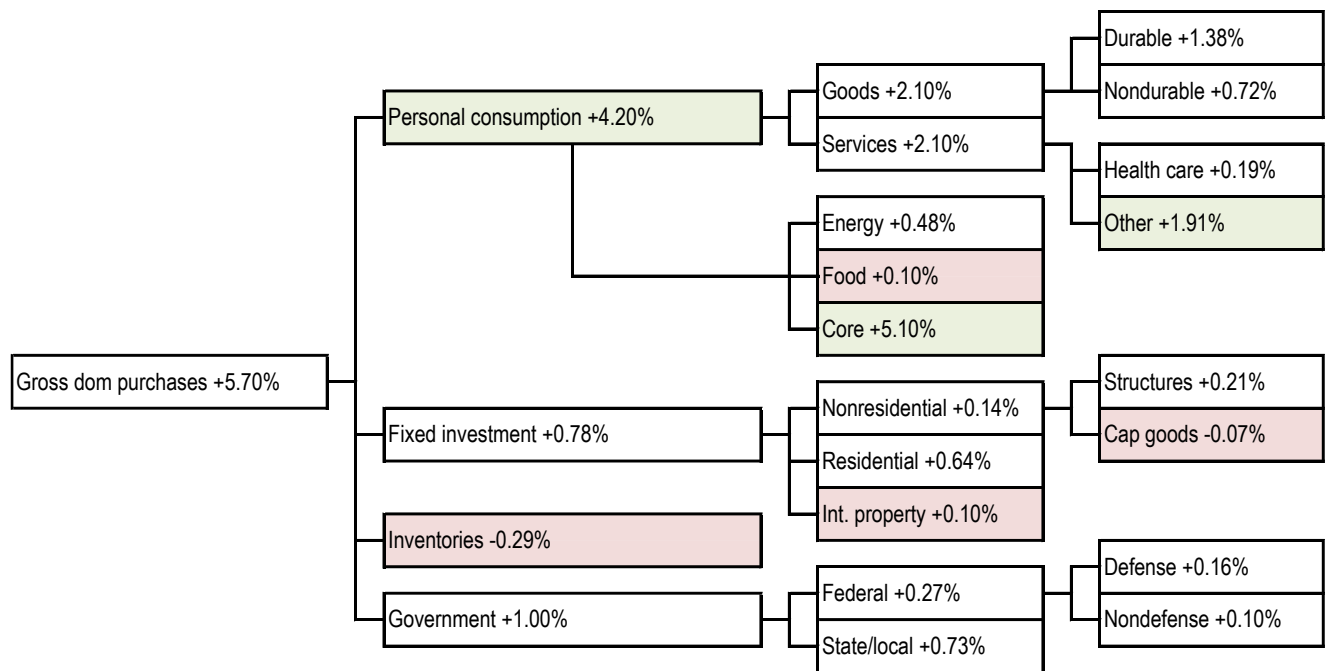 Durable +1.38%
Nondurable +0.72%
Goods +2.10%
Services +2.10%
Personal consumption +4.20%
Health care +0.19%
Other +1.91%
Energy +0.48%
Food +0.10%
Core +5.10%
Gross dom purchases +5.70%
Structures +0.21%
Cap goods -0.07%
Nonresidential +0.14%
Residential +0.64%
Int. property +0.10%
Fixed investment +0.78%
Inventories -0.29%
Defense +0.16%
Nondefense +0.10%
Federal +0.27%
State/local +0.73%
Government +1.00%